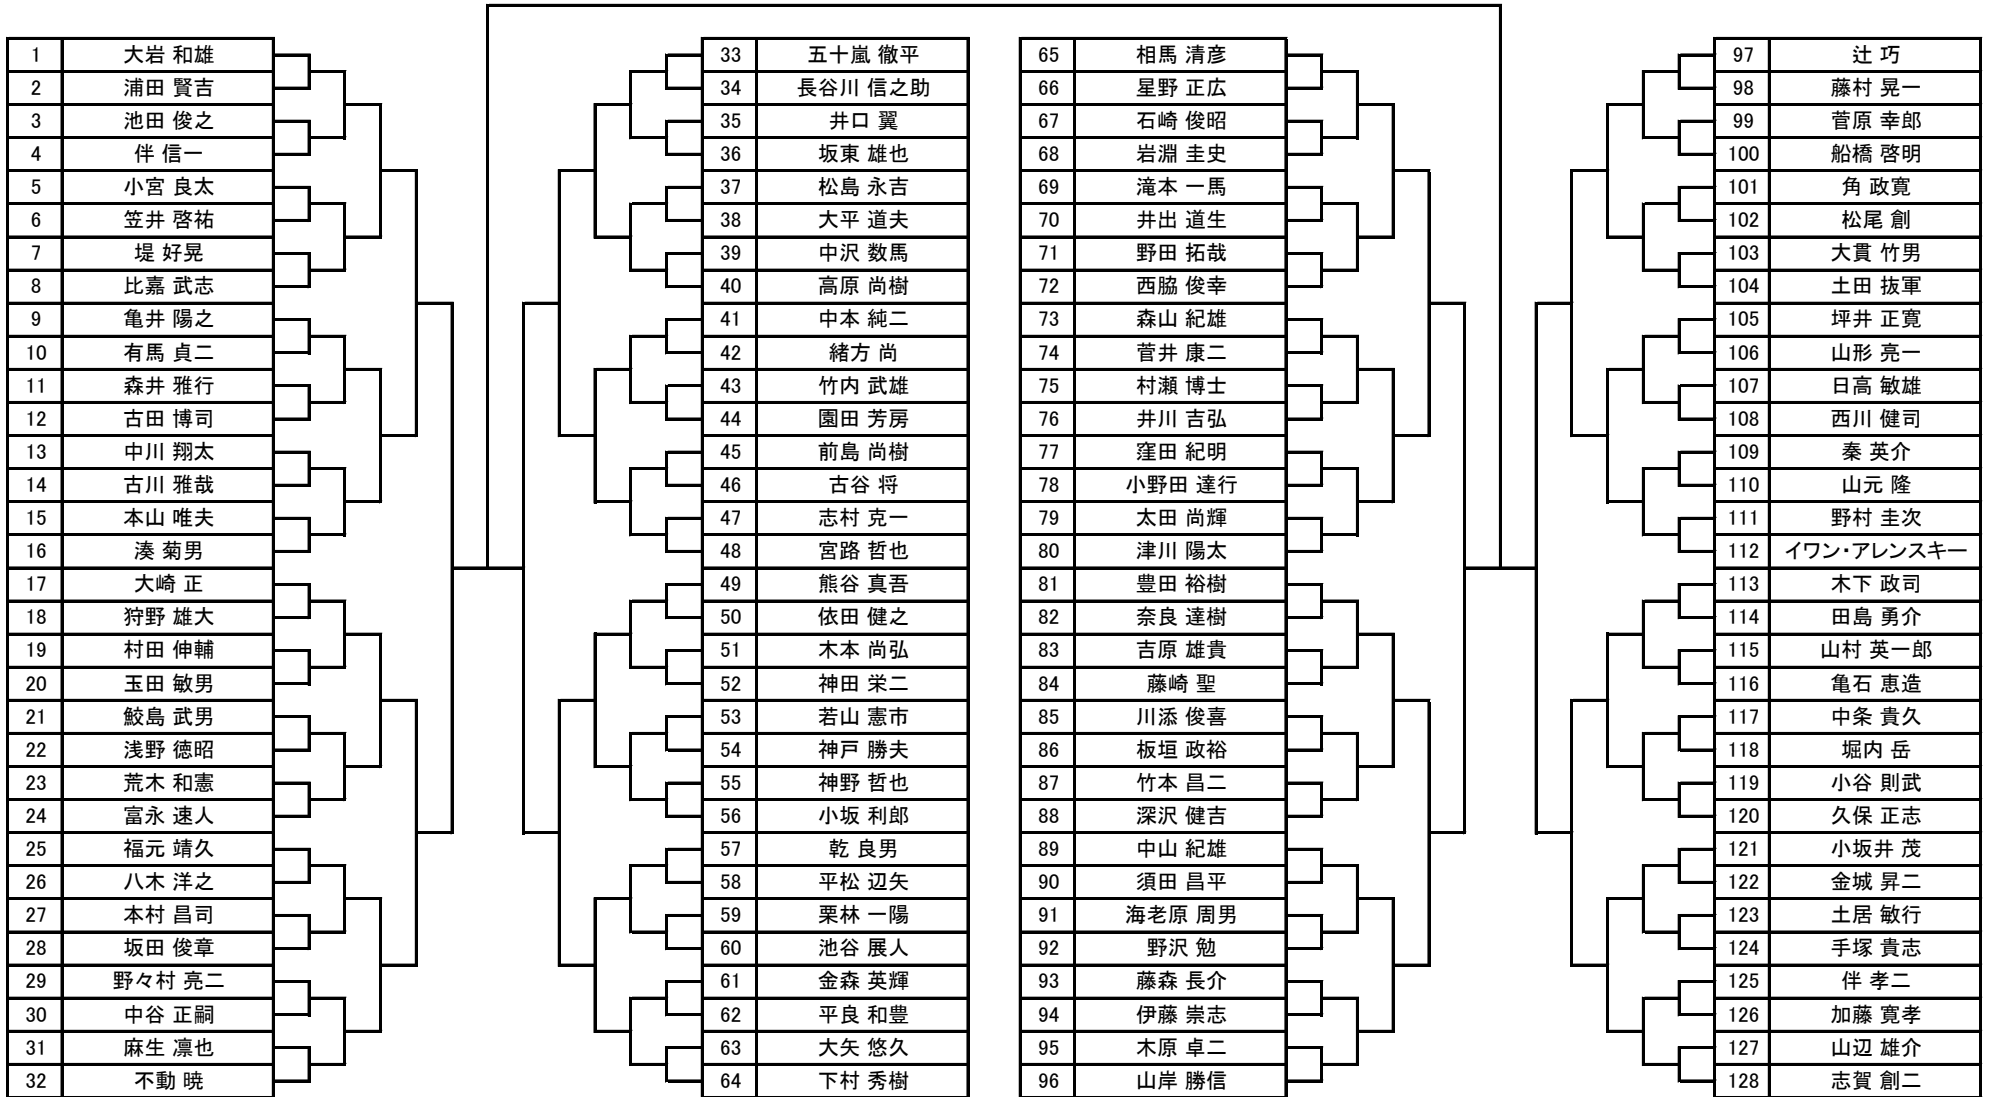 1 大岩 和雄
2 浦田 賢吉
3 池田 俊之
4 伴 信一
5 小宮 良太
6 笠井 啓祐
7 堤 好晃
8 比嘉 武志
9 亀井 陽之
10 有馬 貞二
11 森井 雅行
12 古田 博司
13 中川 翔太
14 古川 雅哉
15 本山 唯夫
16 湊 菊男
17 大崎 正
18 狩野 雄大
19 村田 伸輔
20 玉田 敏男
21 鮫島 武男
22 浅野 徳昭
23 荒木 和憲
24 富永 速人
25 福元 靖久
26 八木 洋之
27 本村 昌司
28 坂田 俊章
29 野々村 亮二
30 中谷 正嗣
31 麻生 凛也
32 不動 暁
33 五十嵐 徹平
34 長谷川 信之助
35 井口 翼
36 坂東 雄也
37 松島 永吉
38 大平 道夫
39 中沢 数馬
40 高原 尚樹
41 中本 純二
42 緒方 尚
43 竹内 武雄
44 園田 芳房
45 前島 尚樹
46 古谷 将
47 志村 克一
48 宮路 哲也
49 熊谷 真吾
50 依田 健之
51 木本 尚弘
52 神田 栄二
53 若山 憲市
54 神戸 勝夫
55 神野 哲也
56 小坂 利郎
57 乾 良男
58 平松 辺矢
59 栗林 一陽
60 池谷 展人
61 金森 英輝
62 平良 和豊
63 大矢 悠久
64 下村 秀樹
65 相馬 清彦
66 星野 正広
67 石崎 俊昭
68 岩淵 圭史
69 滝本 一馬
70 井出 道生
71 野田 拓哉
72 西脇 俊幸
73 森山 紀雄
74 菅井 康二
75 村瀬 博士
76 井川 吉弘
77 窪田 紀明
78 小野田 達行
79 太田 尚輝
80 津川 陽太
81 豊田 裕樹
82 奈良 達樹
83 吉原 雄貴
84 藤崎 聖
85 川添 俊喜
86 板垣 政裕
87 竹本 昌二
88 深沢 健吉
89 中山 紀雄
90 須田 昌平
91 海老原 周男
92 野沢 勉
93 藤森 長介
94 伊藤 崇志
95 木原 卓二
96 山岸 勝信
97 辻 巧
98 藤村 晃一
99 菅原 幸郎
100 船橋 啓明
101 角 政寛
102 松尾 創
103 大貫 竹男
104 土田 抜軍
105 坪井 正寛
106 山形 亮一
107 日高 敏雄
108 西川 健司
109 秦 英介
110 山元 隆
111 野村 圭次
112 イワン・アレンスキー
113 木下 政司
114 田島 勇介
115 山村 英一郎
116 亀石 恵造
117 中条 貴久
118 堀内 岳
119 小谷 則武
120 久保 正志
121 小坂井 茂
122 金城 昇二
123 土居 敏行
124 手塚 貴志
125 伴 孝二
126 加藤 寛孝
127 山辺 雄介
128 志賀 創二